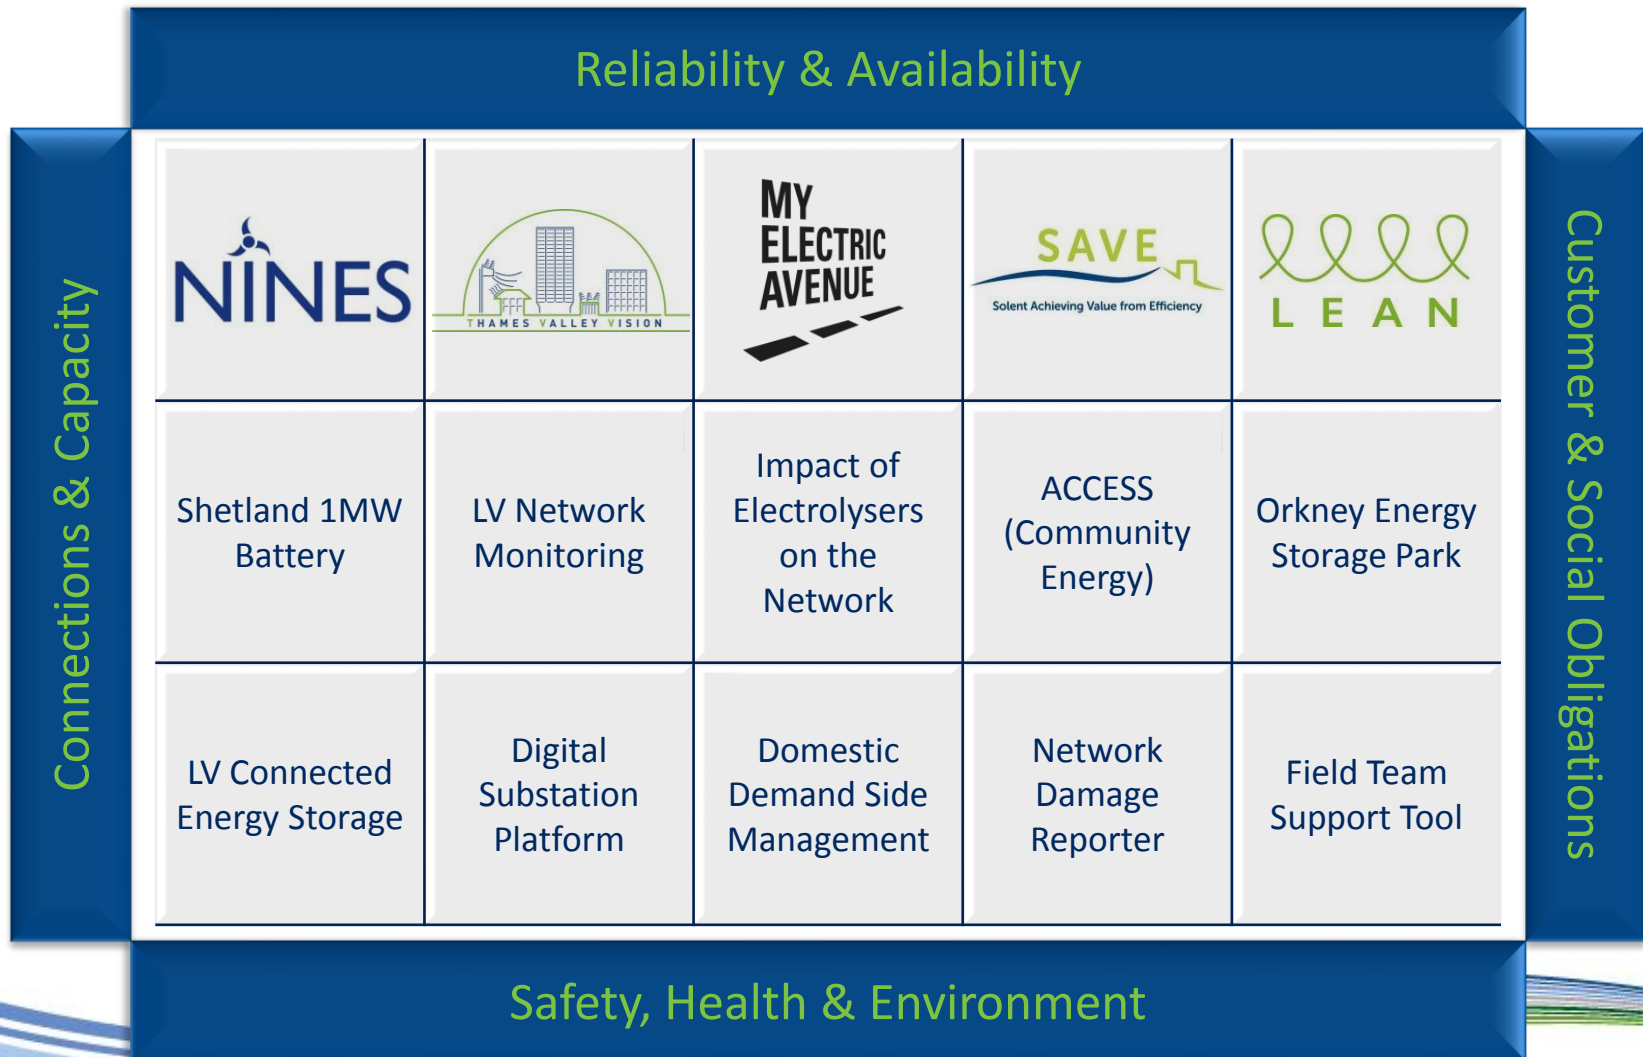 Reliability & Availability
Connections & Capacity
NINES
THAMES VALLEY VISION
MY
ELECTRIC
AVENUE
SAVE
Solent Achieving Value from Efficiency
LEAN
Customer & Social Obligations
Shetland 1MW
Battery
LV Network
Monitoring
Impact of
Electrolysers
on the
Network
ACCESS
(Community
Energy)
Orkney Energy
Storage Park
LV Connected
Energy Storage
Digital
Substation
Platform
Domestic
Demand Side
Management
Network
Damage
Reporter
Field Team
Support Tool
Safety, Health & Environment